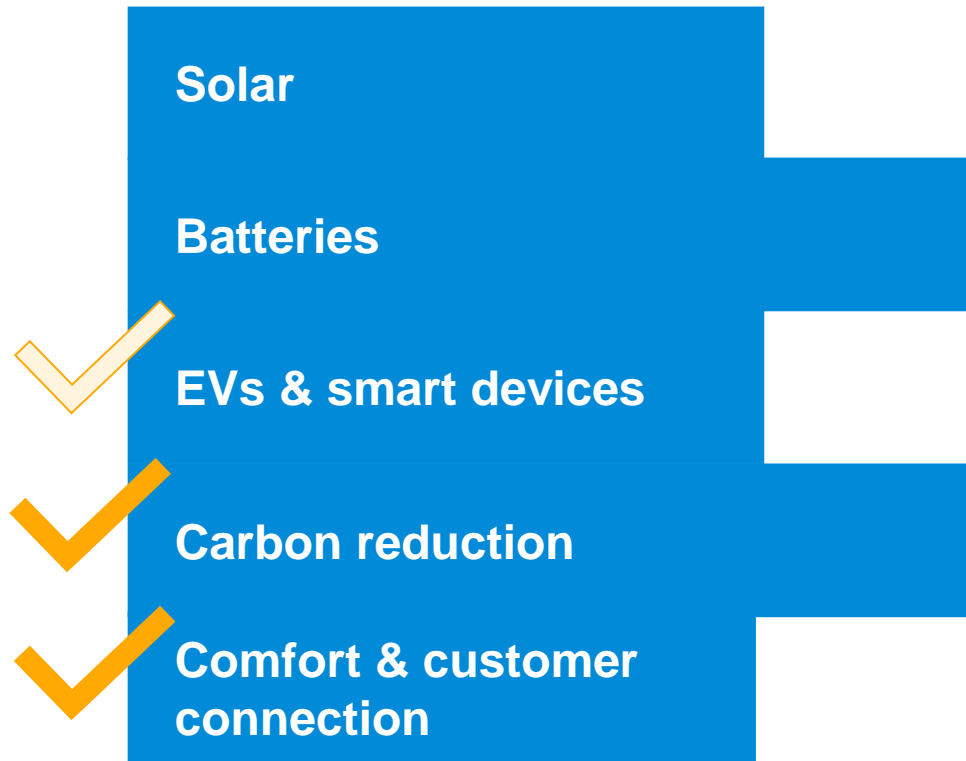 Solar
Batteries
EVs & smart devices
Carbon reduction
Comfort & customer
connection